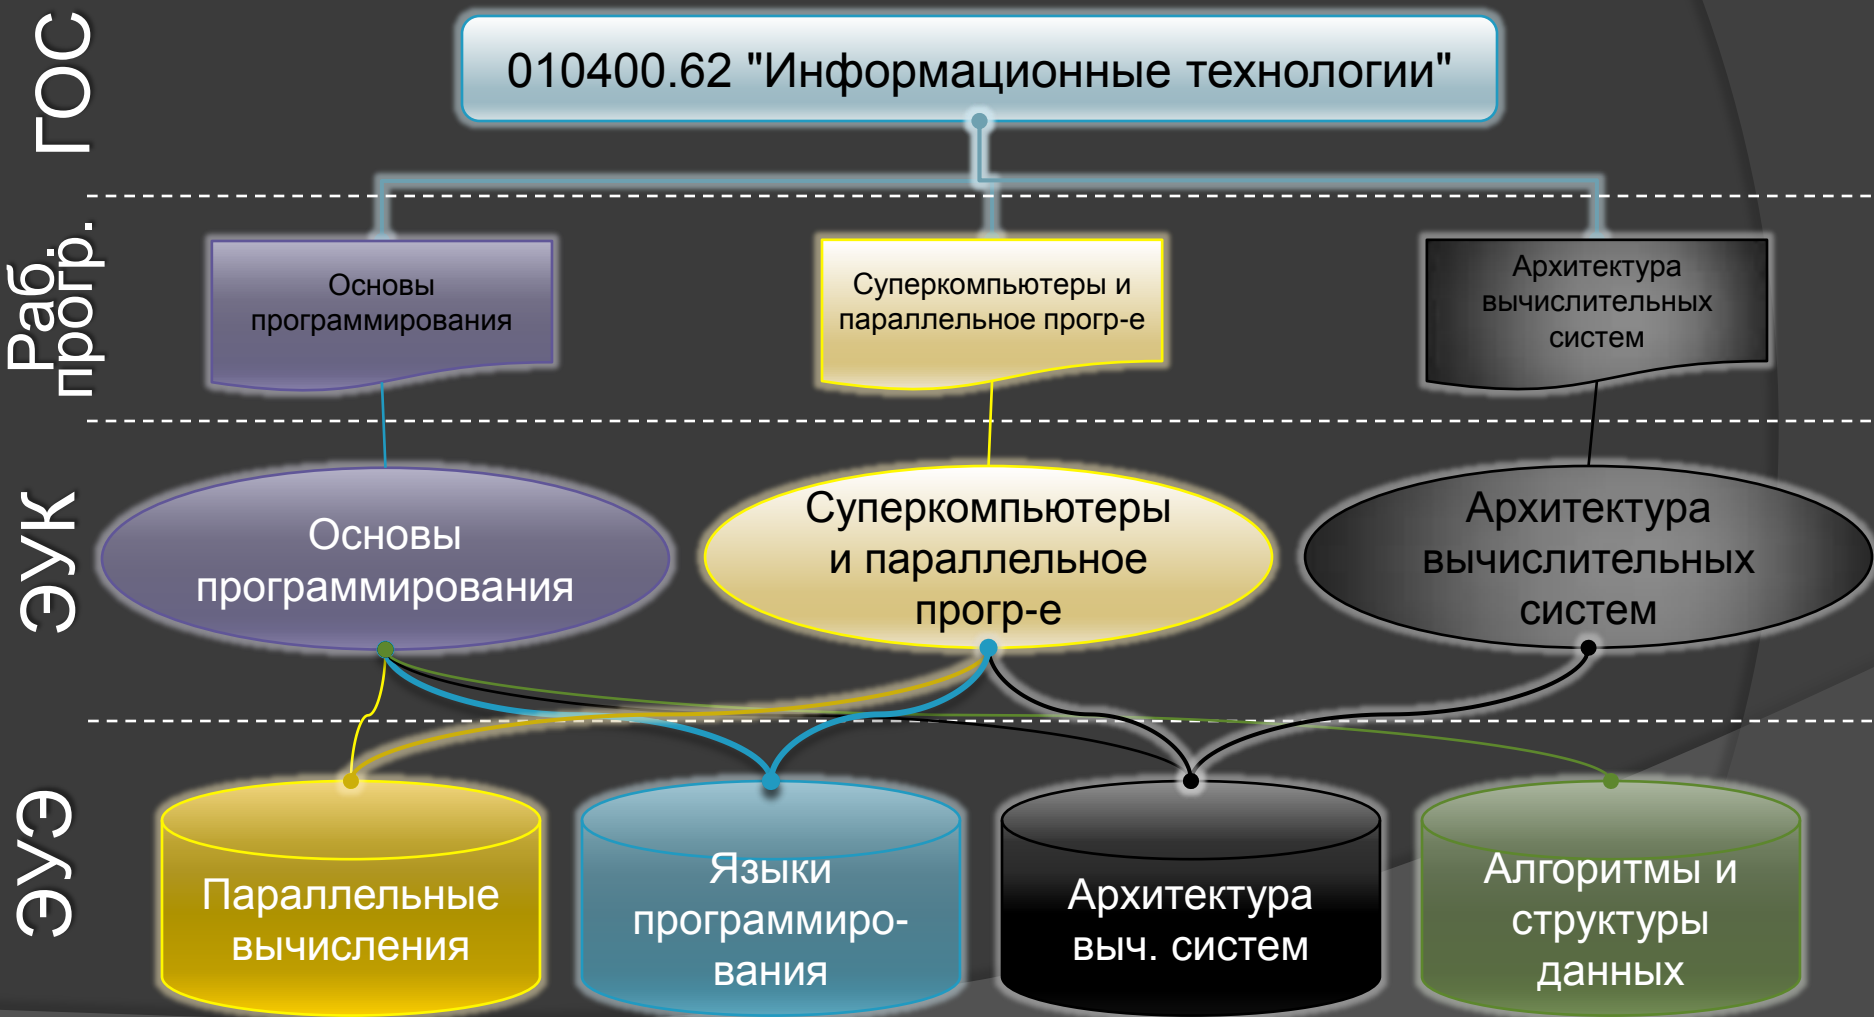 ГОС
010400.62 "Информационные технологии"
Раб.
прогр.
Основы
программирования
Суперкомпьютеры и
параллельное прогр-е
Архитектура
вычислительных
систем
ЭУК
Основы
программирования
Суперкомпьютеры
и параллельное
прогр-е
Архитектура
вычислительных
систем
ЭУЭ
Параллельные
вычисления
Языки
программиро-
вания
Архитектура
выч. систем
Алгоритмы и
структуры
данных